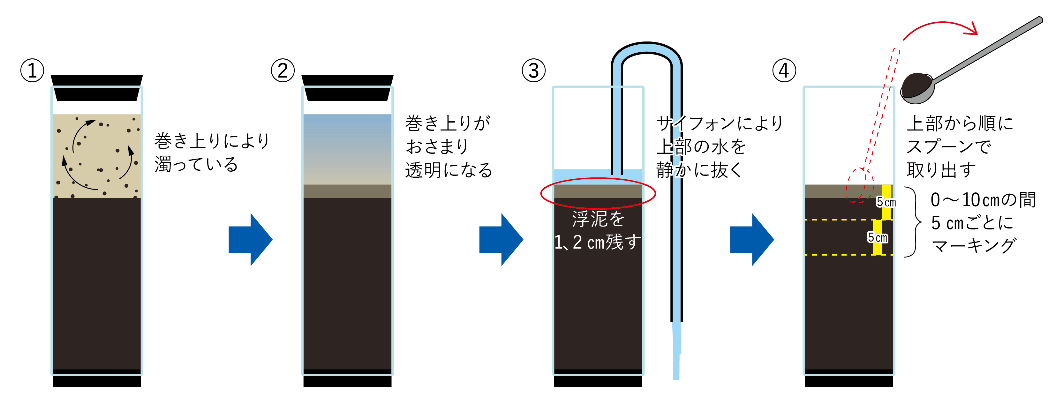 ①
巻き上りにより
濁っている
②
巻き上りが
おさまり
透明になる
③
サイフォンにより
上部の水を
静かに抜く
浮泥を
1、2㎝残す
④
上部から順に
スプーンで
取り出す
5㎝
5㎝
0〜10㎝の間
5㎝ごとに
マーキング